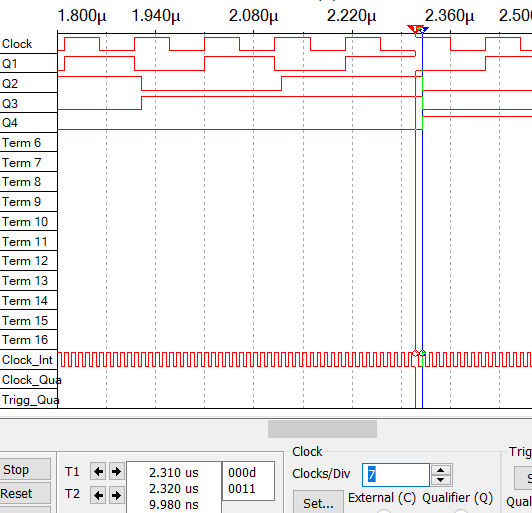 1.800µ 1.940µ 2.080µ 2.220µ 2.360µ 2.500
Clock
Q1
Q2
Q3
Q4
Term 6
Term 7
Term 8
Term 9
Term 10
Term 11
Term 12
Term 13
Term 14
Term 15
Term 16
Clock_Int
Clock_Qua
Trigg_Qua
Stop
Reset
T1
T2
2.310 us
2.320 us
9.980 ns
000d
0011
Clock
Clocks/Div 7
Set...
External (C) Qualifier (Q)
Trig
S
Qual